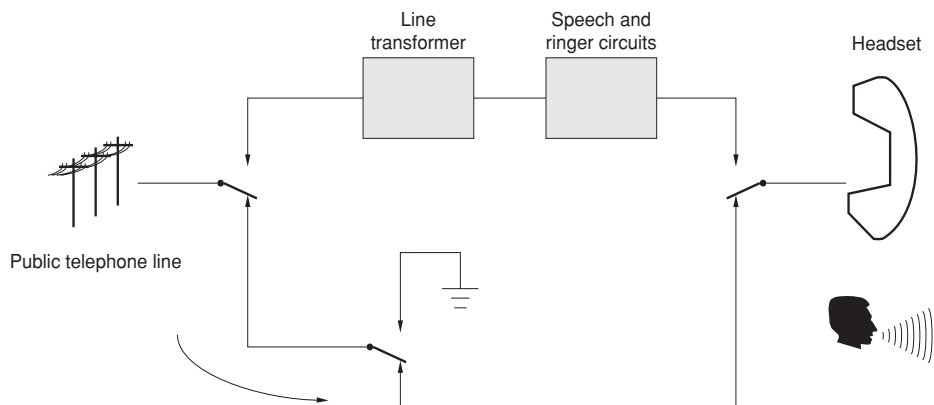 Line
transformer
Speech and
ringer circuits
Headset
Public telephone line